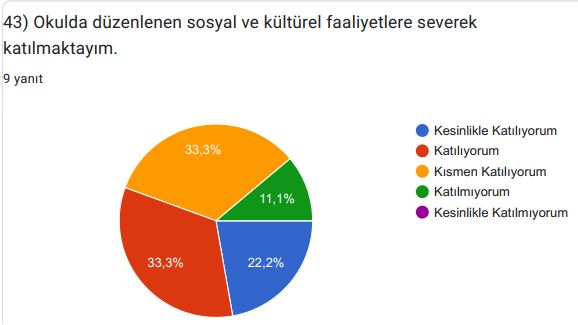 43) Okulda düzenlenen sosyal ve kültürel faaliyetlere severek
katılmaktayım.
9 yanıt
Kesinlikle Katılıyorum
Katılıyorum
Kısmen Katılıyorum
Katılmıyorum
Kesinlikle Katılmıyorum
33,3%
11,1%
33,3%
22,2%